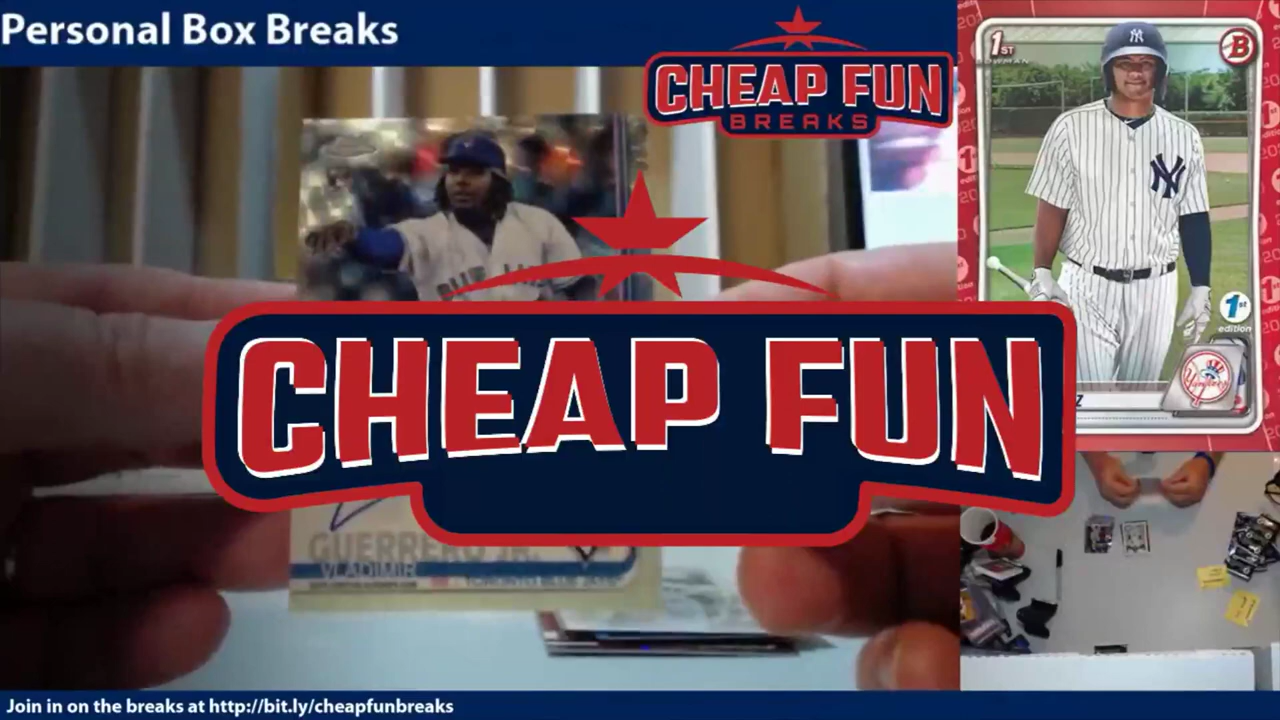 Personal Box Breaks
CHEAP FUN
BREAKS
1ST
BOWMAN
B
NY
1st
edition
Z
CHEAP FUN
GUERRERO JR.
VLADIMIR
TORONTO BLUE JAYS
Join in on the breaks at http://bit.ly/cheapfunbreaks